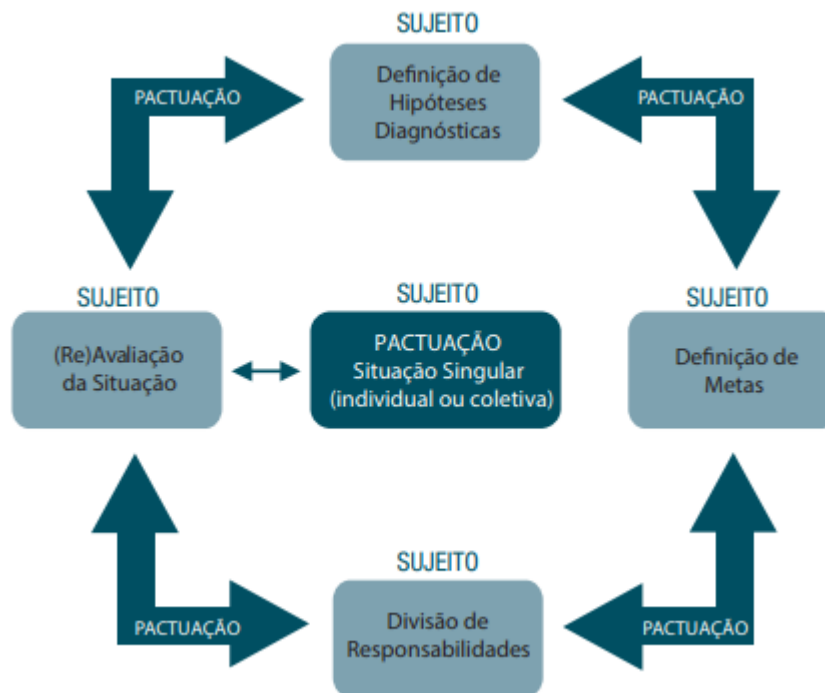 SUJEITO
Definição de
Hipóteses
Diagnósticas
PACTUAÇÃO
PACTUAÇÃO
SUJEITO
(Re)Avaliação
da Situação
SUJEITO
PACTUAÇÃO
Situação Singular
(individual ou coletiva)
SUJEITO
Definição de
Metas
SUJEITO
Divisão de
Responsabilidades
PACTUAÇÃO
PACTUAÇÃO